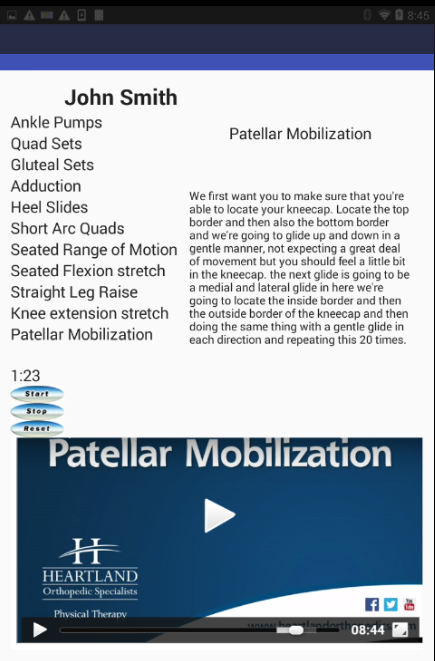 8:45
John Smith
Ankle Pumps
Quad Sets
Gluteal Sets
Adduction
Heel Slides
Short Arc Quads
Seated Range of Motion
Seated Flexion stretch
Straight Leg Raise
Knee extension stretch
Patellar Mobilization
Patellar Mobilization
We first want you to make sure that you're
able to locate your kneecap. Locate the top
border and then also the bottom border
and we're going to glide up and down in a
gentle manner, not expecting a great deal
of movement but you should feel a little bit
in the kneecap. the next glide is going to be
a medial and lateral glide in here we're
going to locate the inside border and then
the outside border of the kneecap and then
doing the same thing with a gentle glide in
each direction and repeating this 20 times.
1:23
Start
Stop
Reset
Patellar Mobilization
H
HEARTLAND
Orthopedic Specialists
Physical Therapy
You
Tube
08:44